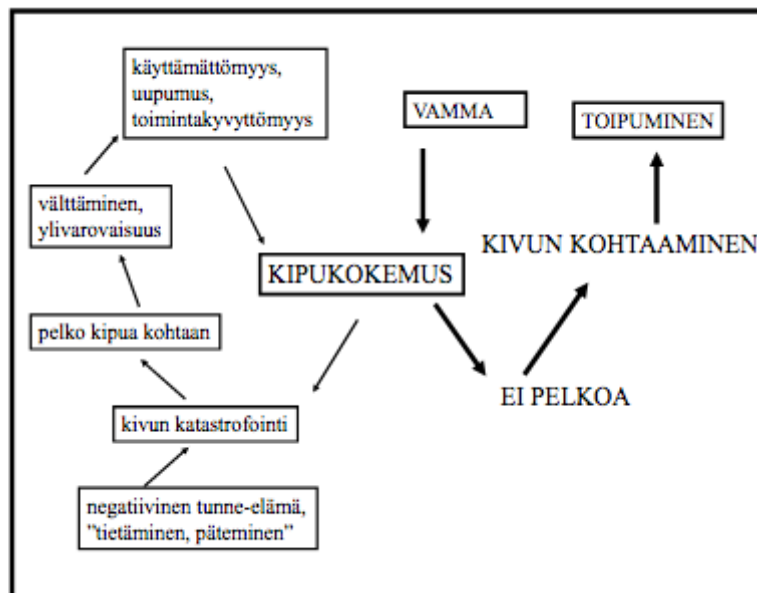 käyttämättömyys,
uupumus,
toimintakyvyttömyys
VAMMA
TOIPUMINEN
välttäminen,
ylivarovaisuus
KIVUN KOHTAAMINEN
KIPUKOKEMUS
pelko kipua kohtaan
EI PELKOA
kivun katastrofointi
negatiivinen tunne-elämä,
”tietäminen, päteminen”